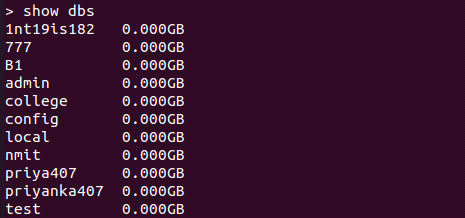 > show dbs
1nt19is182   0.000GB
777          0.000GB
B1           0.000GB
admin        0.000GB
college      0.000GB
config       0.000GB
local        0.000GB
nmit         0.000GB
priya407     0.000GB
priyanka407  0.000GB
test         0.000GB